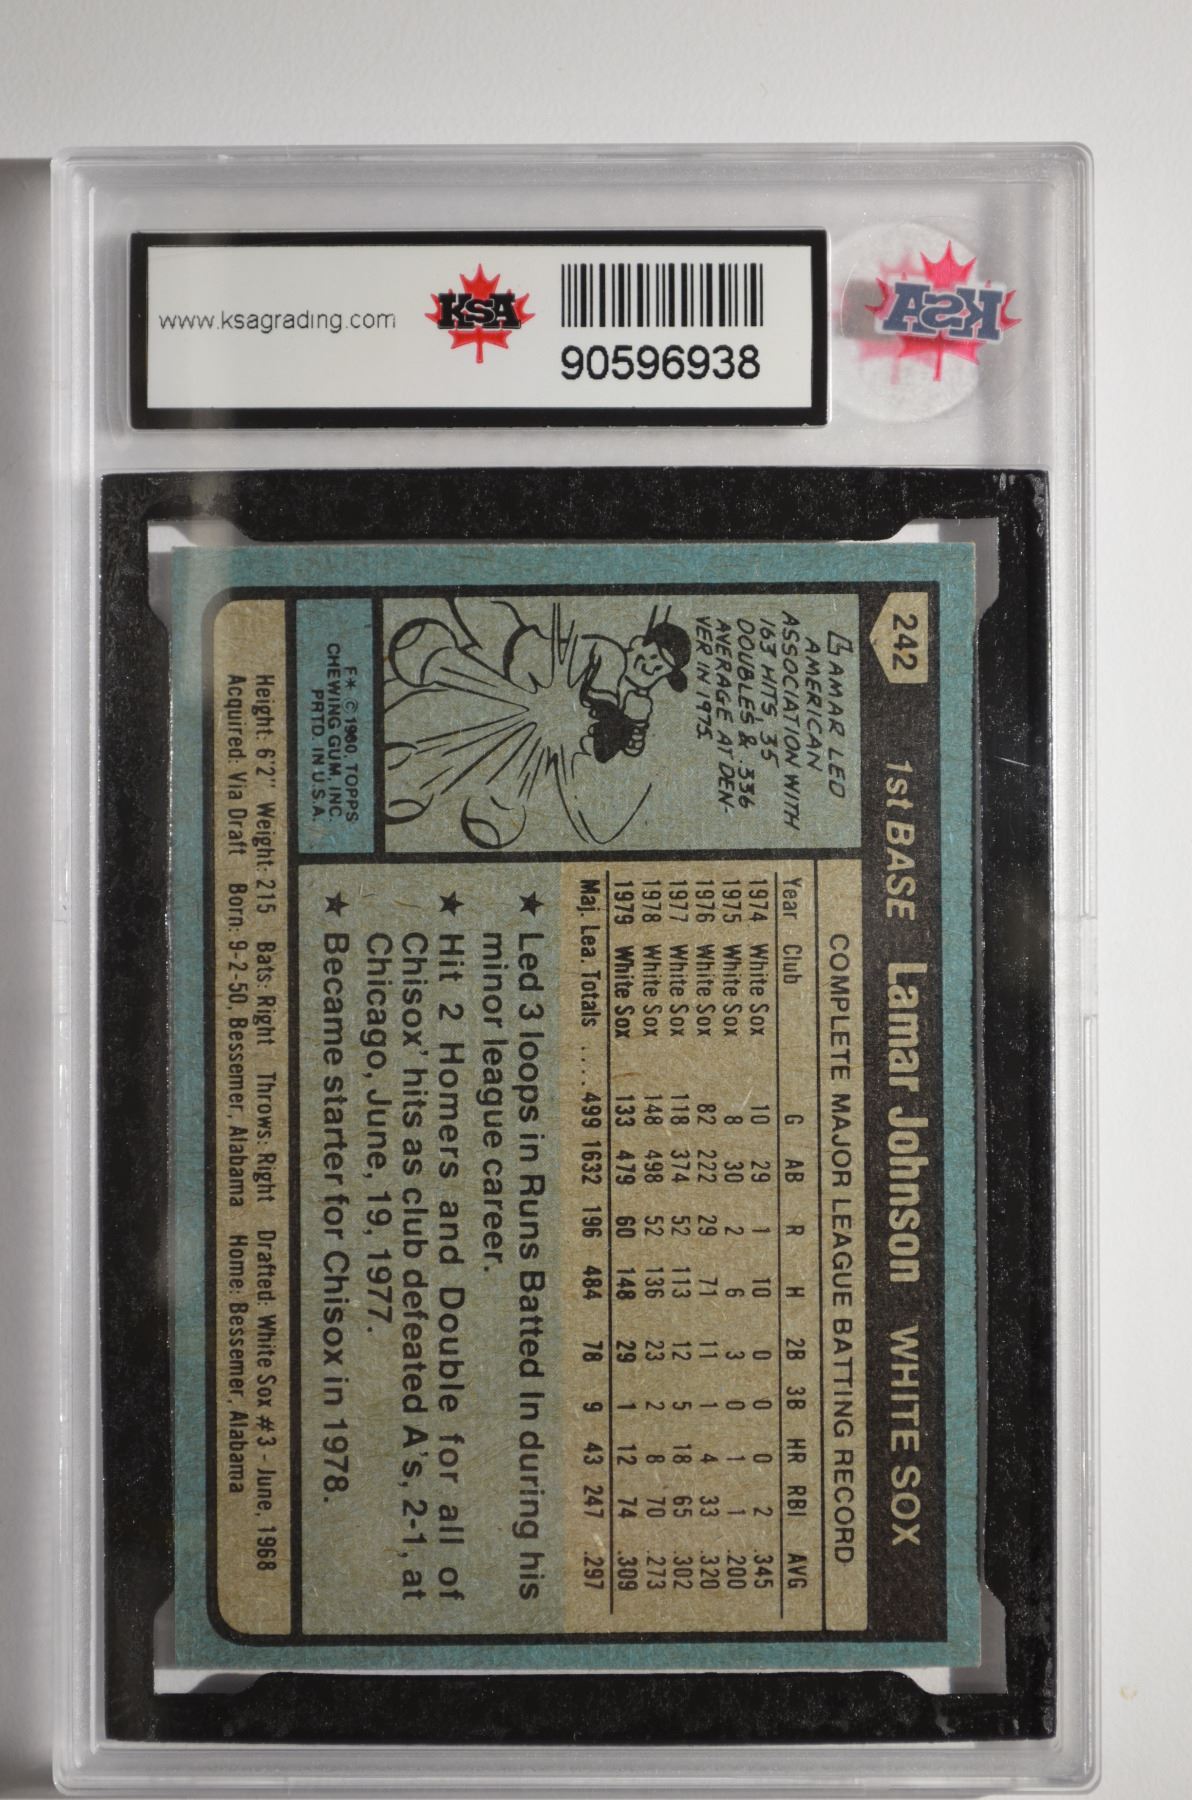 www.ksagrading.com
KSA
90596938
KSA
242
1st BASE Lamar Johnson WHITE SOX
LAMAR LED
AMERICAN
ASSOCIATION WITH
163 HITS, 35
DOUBLES & .336
AVERAGE AT DEN-
VER IN 1975.
F* © 1980, TOPPS
CHEWING GUM, INC.
PRTD. IN U.S.A.
COMPLETE MAJOR LEAGUE BATTING RECORD
Year Club G AB R H 2B 3B HR RBI AVG
1974 White Sox 10 29 1 10 0 0 0 2 .345
1975 White Sox 8 30 2 6 3 0 1 1 .200
1976 White Sox 82 222 29 71 11 1 4 33 .320
1977 White Sox 118 374 52 113 12 5 18 65 .302
1978 White Sox 148 498 52 136 23 2 8 70 .273
1979 White Sox 133 479 60 148 29 1 12 74 .309
Maj. Lea. Totals ..... 499 1632 196 484 78 9 43 247 .297
★ Led 3 loops in Runs Batted In during his
minor league career.
★ Hit 2 Homers and Double for all of
Chisox' hits as club defeated A's, 2-1, at
Chicago, June, 19, 1977.
★ Became starter for Chisox in 1978.
Height: 6'2" Weight: 215 Bats: Right Throws: Right Drafted: White Sox #3 - June, 1968
Acquired: Via Draft Born: 9-2-50, Bessemer, Alabama Home: Bessemer, Alabama